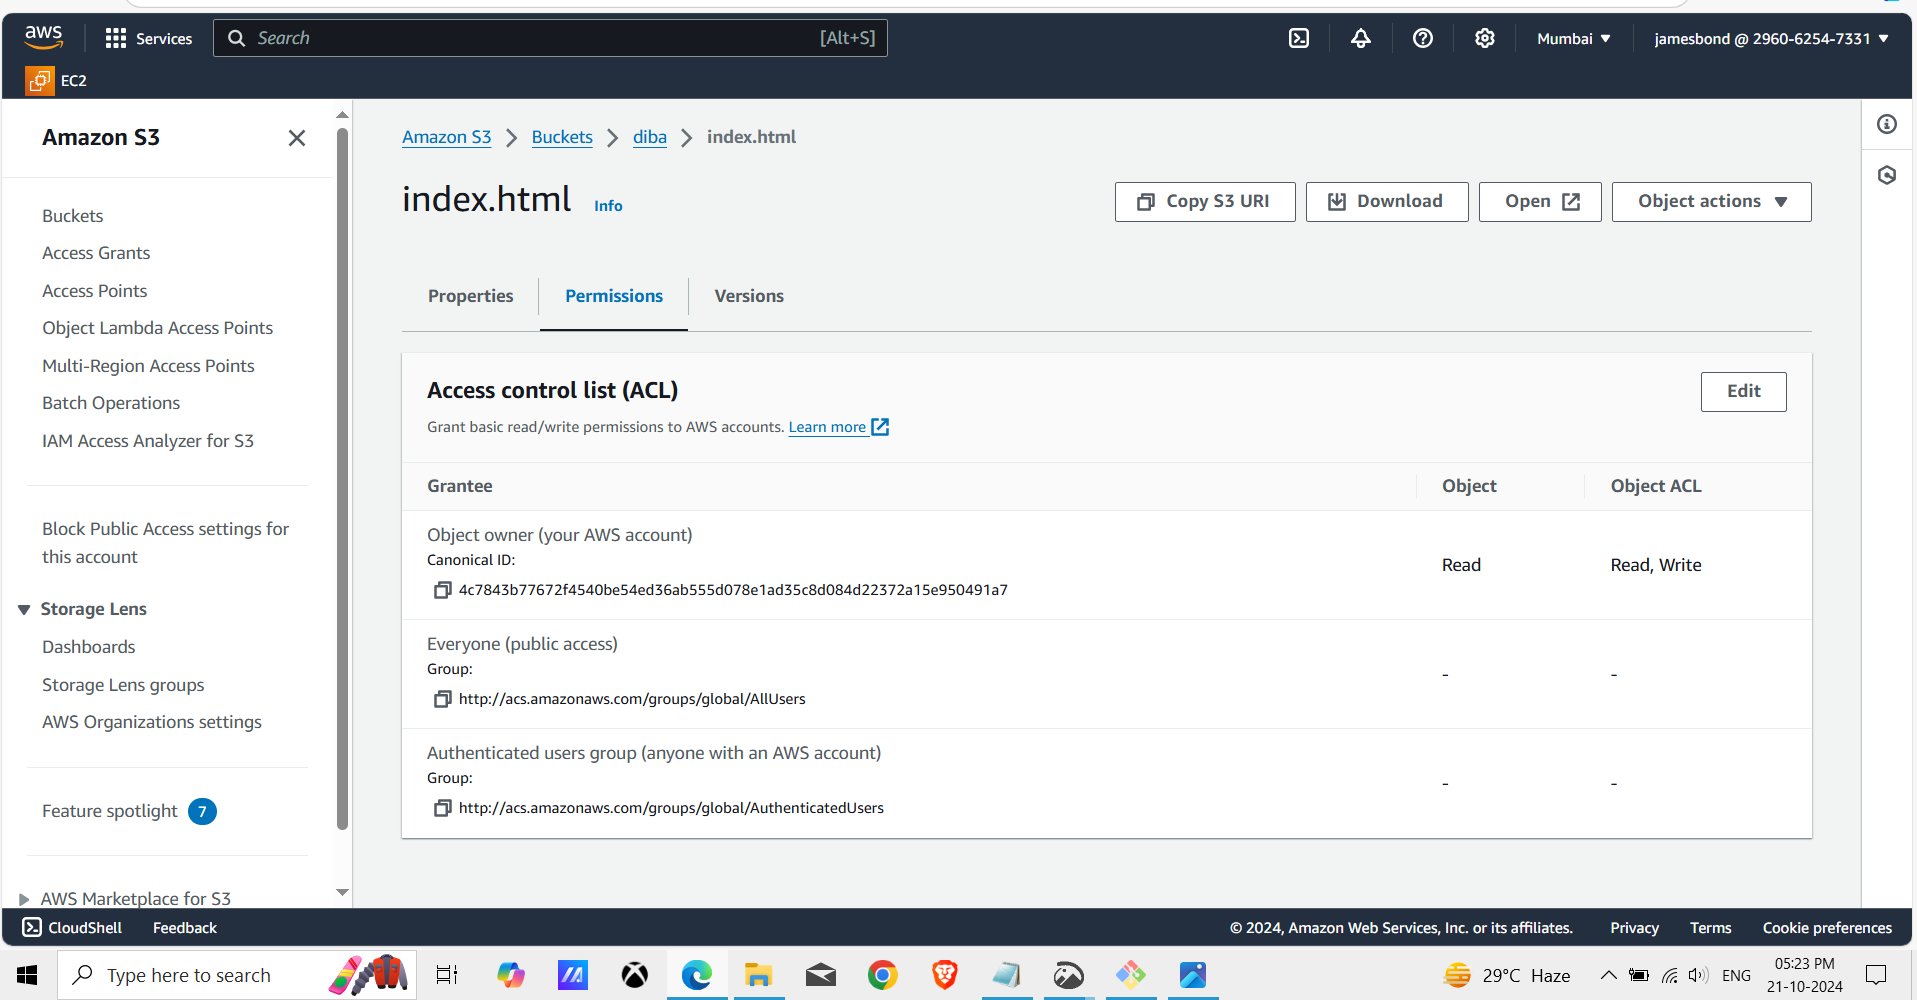 aws
Services
Search
[Alt+S]
Mumbai
jamesbond @ 2960-6254-7331
EC2
Amazon S3
Buckets
Access Grants
Access Points
Object Lambda Access Points
Multi-Region Access Points
Batch Operations
IAM Access Analyzer for S3
Block Public Access settings for
this account
Storage Lens
Dashboards
Storage Lens groups
AWS Organizations settings
Feature spotlight 7
AWS Marketplace for S3
Amazon S3 > Buckets > diba > index.html
index.html Info
Copy S3 URI
Download
Open
Object actions
Properties
Permissions
Versions
Access control list (ACL)
Edit
Grant basic read/write permissions to AWS accounts. Learn more
Grantee Object Object ACL
Object owner (your AWS account)
Canonical ID:
4c7843b77672f4540be54ed36ab555d078e1ad35c8d084d22372a15e950491a7
Read
Read, Write
Everyone (public access)
Group:
http://acs.amazonaws.com/groups/global/AllUsers
-
-
Authenticated users group (anyone with an AWS account)
Group:
http://acs.amazonaws.com/groups/global/AuthenticatedUsers
-
-
CloudShell
Feedback
© 2024, Amazon Web Services, Inc. or its affiliates.
Privacy
Terms
Cookie preferences
Type here to search
29°C Haze
ENG
05:23 PM
21-10-2024